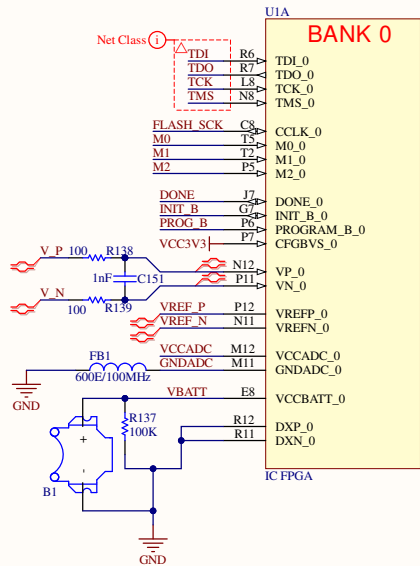 U1A
BANK 0
Net Class i
TDI R6 TDI_0
TDO R7 TDO_0
TCK L8 TCK_0
TMS N8 TMS_0
FLASH_SCK C8 CCLK_0
M0 T5 M0_0
M1 T2 M1_0
M2 P5 M2_0
DONE J7 DONE_0
INIT_B G7 INIT_B_0
PROG_B P6 PROGRAM_B_0
VCC3V3 P7 CFGBVS_0
V_P 100 R138 N12 VP_0
1nF C151 P11 VN_0
V_N 100 R139
VREF_P P12 VREFP_0
VREF_N N11 VREFN_0
VCCADC M12 VCCADC_0
FB1 GNDADC M11 GNDADC_0
600E/100MHz
GND
VBATT E8 VCCBATT_0
R137
100K
R12 DXP_0
R11 DXN_0
+
-
B1
IC FPGA
GND